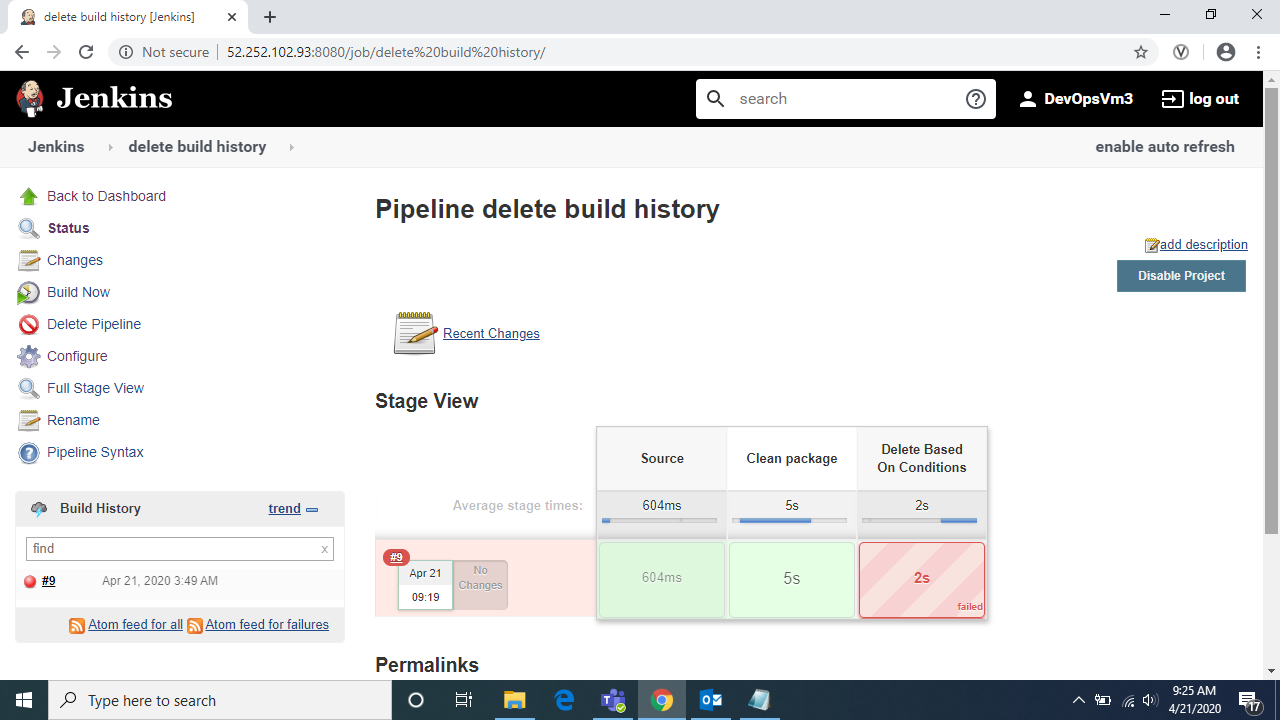 delete build history [Jenkins]
Not secure
52.252.102.93:8080/job/delete%20build%20history/
Jenkins
search
DevOpsVm3
log out
Jenkins
delete build history
enable auto refresh
Back to Dashboard
Status
Changes
Build Now
Delete Pipeline
Configure
Full Stage View
Rename
Pipeline Syntax
Build History
trend
find
x
#9
Apr 21, 2020 3:49 AM
Atom feed for all
Atom feed for failures
Pipeline delete build history
add description
Disable Project
Recent Changes
Stage View
Source
Clean package
Delete Based
On Conditions
Average stage times:
604ms
5s
2s
#9
Apr 21
09:19
No
Changes
604ms
5s
2s
failed
Permalinks
Type here to search
9:25 AM
4/21/2020
17